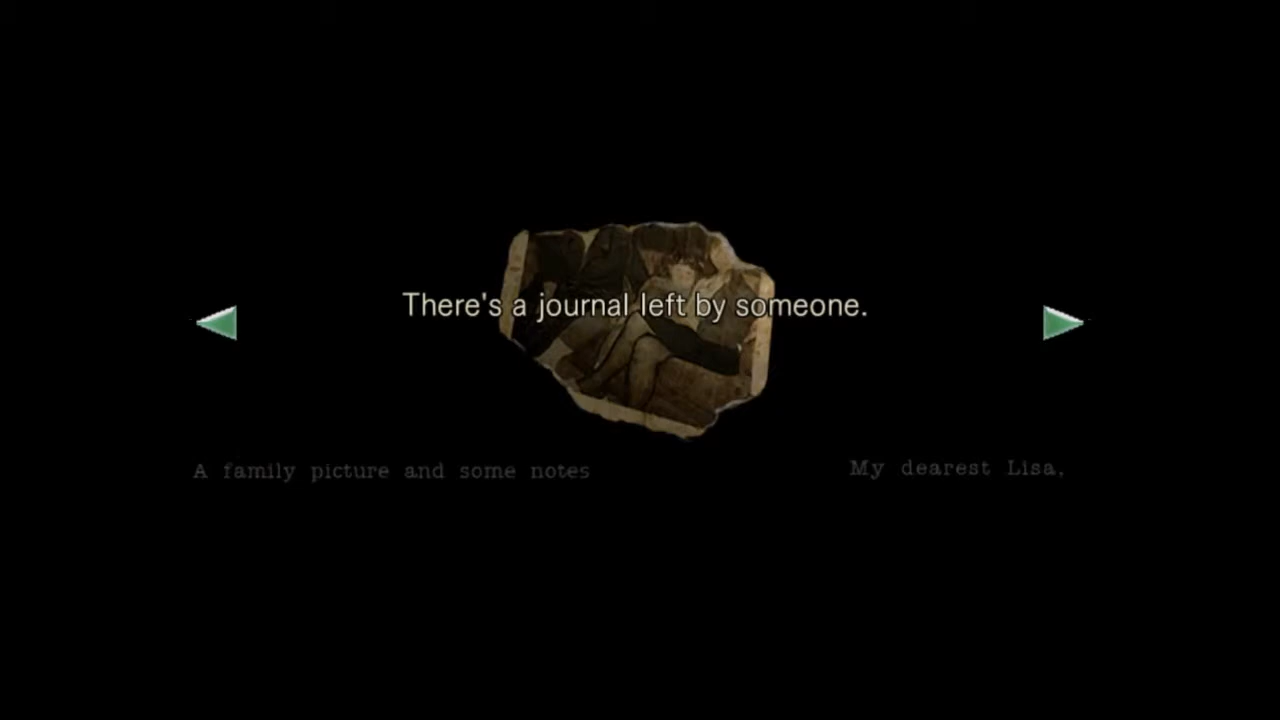 There's a journal left by someone.
A family picture and some notes
My dearest Lisa,